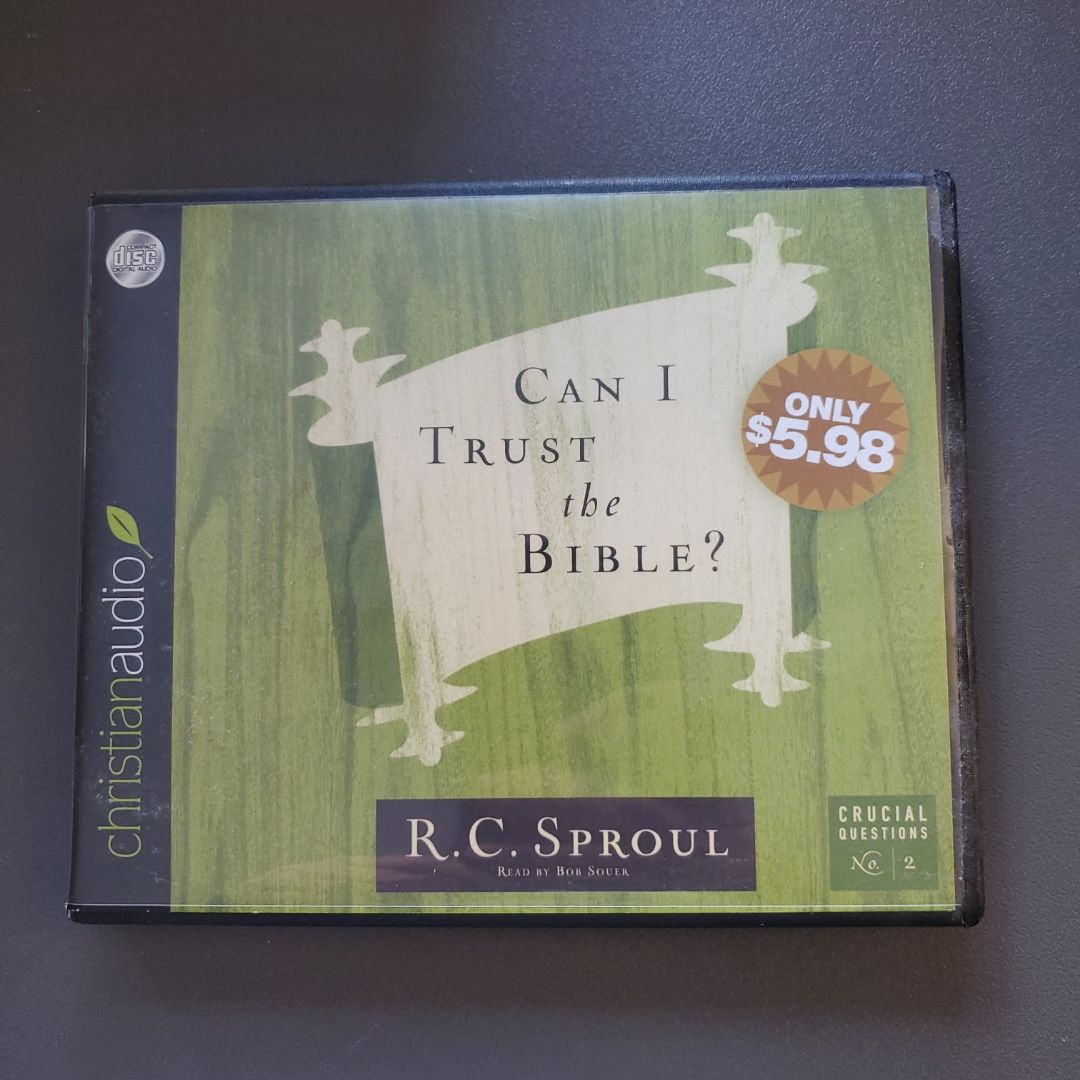 COMPACT
disc
DIGITAL AUDIO
christianaudio
CAN I
TRUST
the
BIBLE?
ONLY
$5.98
R.C. SPROUL
READ BY BOB SOUER
CRUCIAL
QUESTIONS
No. 2